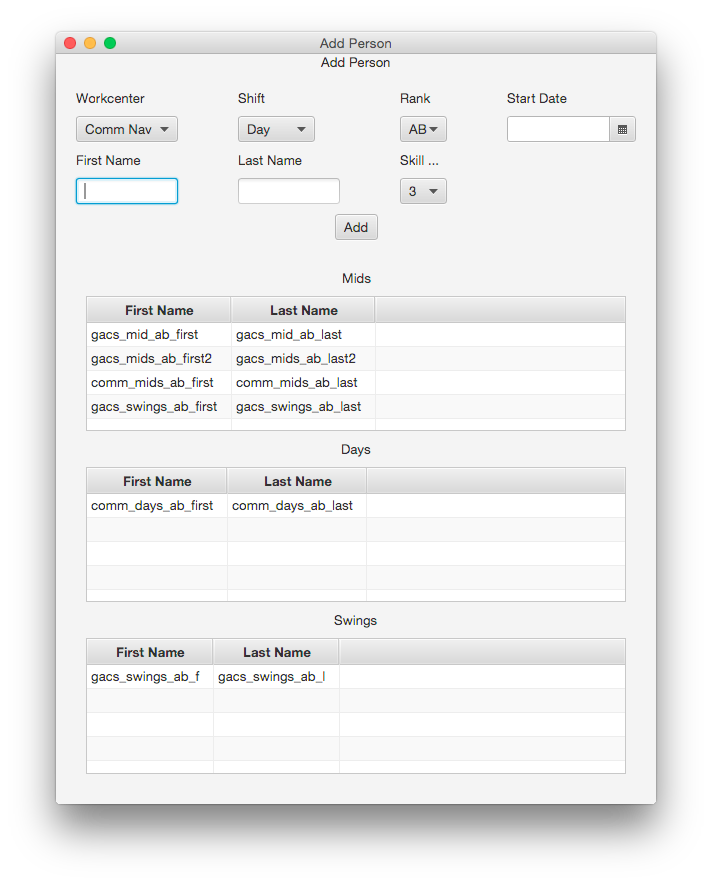 Add Person
Add Person
Workcenter Shift Rank Start Date
Comm Nav Day AB
First Name Last Name Skill ...
3
Add
Mids
First Name Last Name
gacs_mid_ab_first gacs_mid_ab_last
gacs_mids_ab_first2 gacs_mids_ab_last2
comm_mids_ab_first comm_mids_ab_last
gacs_swings_ab_first gacs_swings_ab_last
Days
First Name Last Name
comm_days_ab_first comm_days_ab_last
Swings
First Name Last Name
gacs_swings_ab_f gacs_swings_ab_l